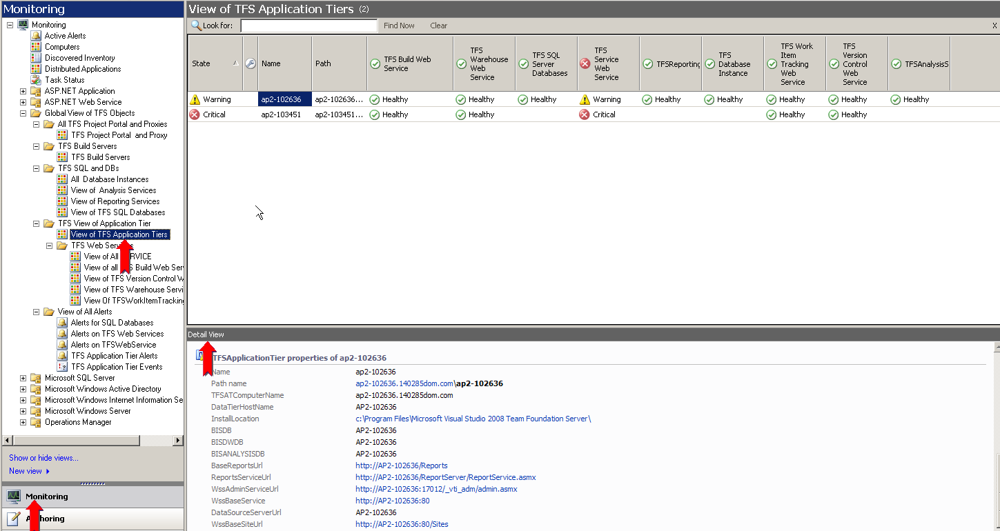 Monitoring
Monitoring
Active Alerts
Computers
Discovered Inventory
Distributed Applications
Task Status
ASP.NET Application
ASP.NET Web Service
Global View of TFS Objects
All TFS Project Portal and Proxies
TFS Project Portal and Proxy
TFS Build Servers
TFS Build Servers
TFS SQL and DBs
All Database Instances
View of Analysis Services
View of Reporting Services
View of TFS SQL Databases
TFS View of Application Tier
View of TFS Application Tiers
TFS Web Serv s
View of All RVICE
View of all S Build Web Ser
View of TFS Version Control W
View of TFS Warehouse Servi
View Of TFSWorkItemTracking
View of All Alerts
Alerts for SQL Databases
Alerts on TFS Web Services
Alerts on TFSWebService
TFS Application Tier Alerts
TFS Application Tier Events
Microsoft SQL Server
Microsoft Windows Active Directory
Microsoft Windows Internet Information Se
Microsoft Windows Server
Operations Manager
Show or hide views...
New view
Monitoring
A horing
View of TFS Application Tiers (2)
Look for: Find Now Clear X
State
Name
Path
TFS Build Web
Service
TFS
Warehouse
Web
Service
TFS SQL
Server
Databases
TFS
Service
Web
Service
TFSReporting
TFS
Database
Instance
TFS Work
Item
Tracking
Web
Service
TFS
Version
Control
Web
Service
TFSAnalysisS
Warning ap2-102636 ap2-102636... Healthy Healthy Healthy Warning Healthy Healthy Healthy Healthy Healthy
Critical ap2-103451 ap2-103451... Healthy Healthy Critical Healthy Healthy
Detail View
TFSApplicationTier properties of ap2-102636
Name ap2-102636
Path name ap2-102636.140285dom.com\ap2-102636
TFSATComputerName ap2-102636.140285dom.com
DataTierHostName AP2-102636
InstallLocation c:\Program Files\Microsoft Visual Studio 2008 Team Foundation Server\
BISDB AP2-102636
BISDWDB AP2-102636
BISANALYSISDB AP2-102636
BaseReportsUrl http://AP2-102636/Reports
ReportsServiceUrl http://AP2-102636/ReportServer/ReportService.asmx
WssAdminServiceUrl http://AP2-102636:17012/_vti_adm/admin.asmx
WssBaseService http://AP2-102636:80
DataSourceServerUrl AP2-102636
WssBaseSiteUrl http://AP2-102636:80/Sites